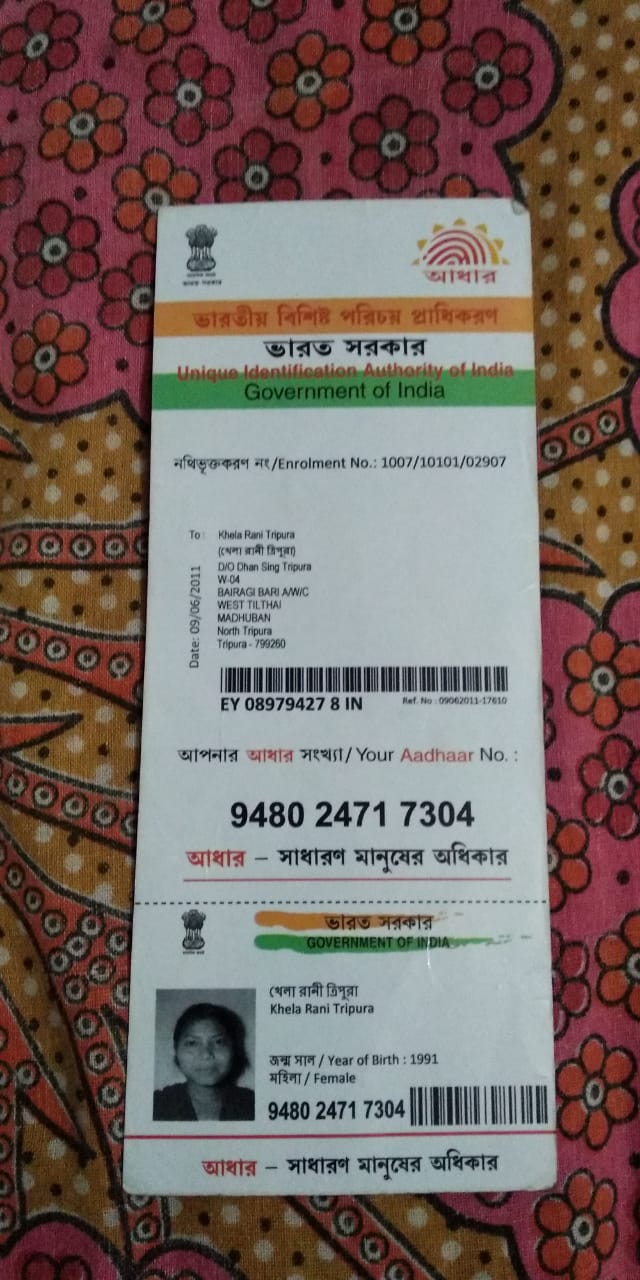 আধার
ভারতীয় বিশিষ্ট পরিচয় প্রাধিকরণ
ভারত সরকার
Unique Identification Authority of India
Government of India
নথিভুক্তকরণ নং/Enrolment No.: 1007/10101/02907
To :
Khela Rani Tripura
(খেলা রানী ত্রিপুরা)
D/O Dhan Sing Tripura
W-04
BAIRAGI BARI A/W/C
WEST TILTHAI
MADHUBAN
North Tripura
Tripura - 799260
Date: 09/06/2011
EY 08979427 8 IN
Ref. No : 09062011-17610
আপনার আধার সংখ্যা/ Your Aadhaar No. :
9480 2471 7304
আধার – সাধারণ মানুষের অধিকার
ভারত সরকার
GOVERNMENT OF INDIA
খেলা রানী ত্রিপুরা
Khela Rani Tripura
জন্ম সাল / Year of Birth : 1991
মহিলা / Female
9480 2471 7304
আধার – সাধারণ মানুষের অধিকার